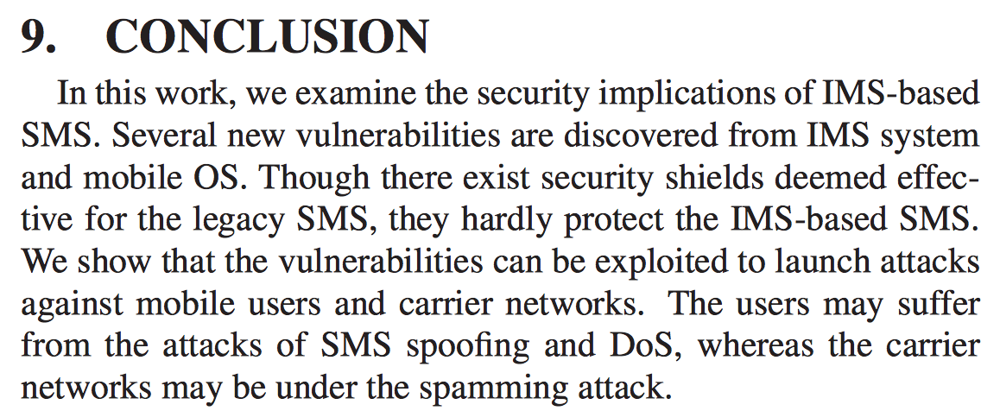 9. CONCLUSION
In this work, we examine the security implications of IMS-based
SMS. Several new vulnerabilities are discovered from IMS system
and mobile OS. Though there exist security shields deemed effec-
tive for the legacy SMS, they hardly protect the IMS-based SMS.
We show that the vulnerabilities can be exploited to launch attacks
against mobile users and carrier networks. The users may suffer
from the attacks of SMS spoofing and DoS, whereas the carrier
networks may be under the spamming attack.